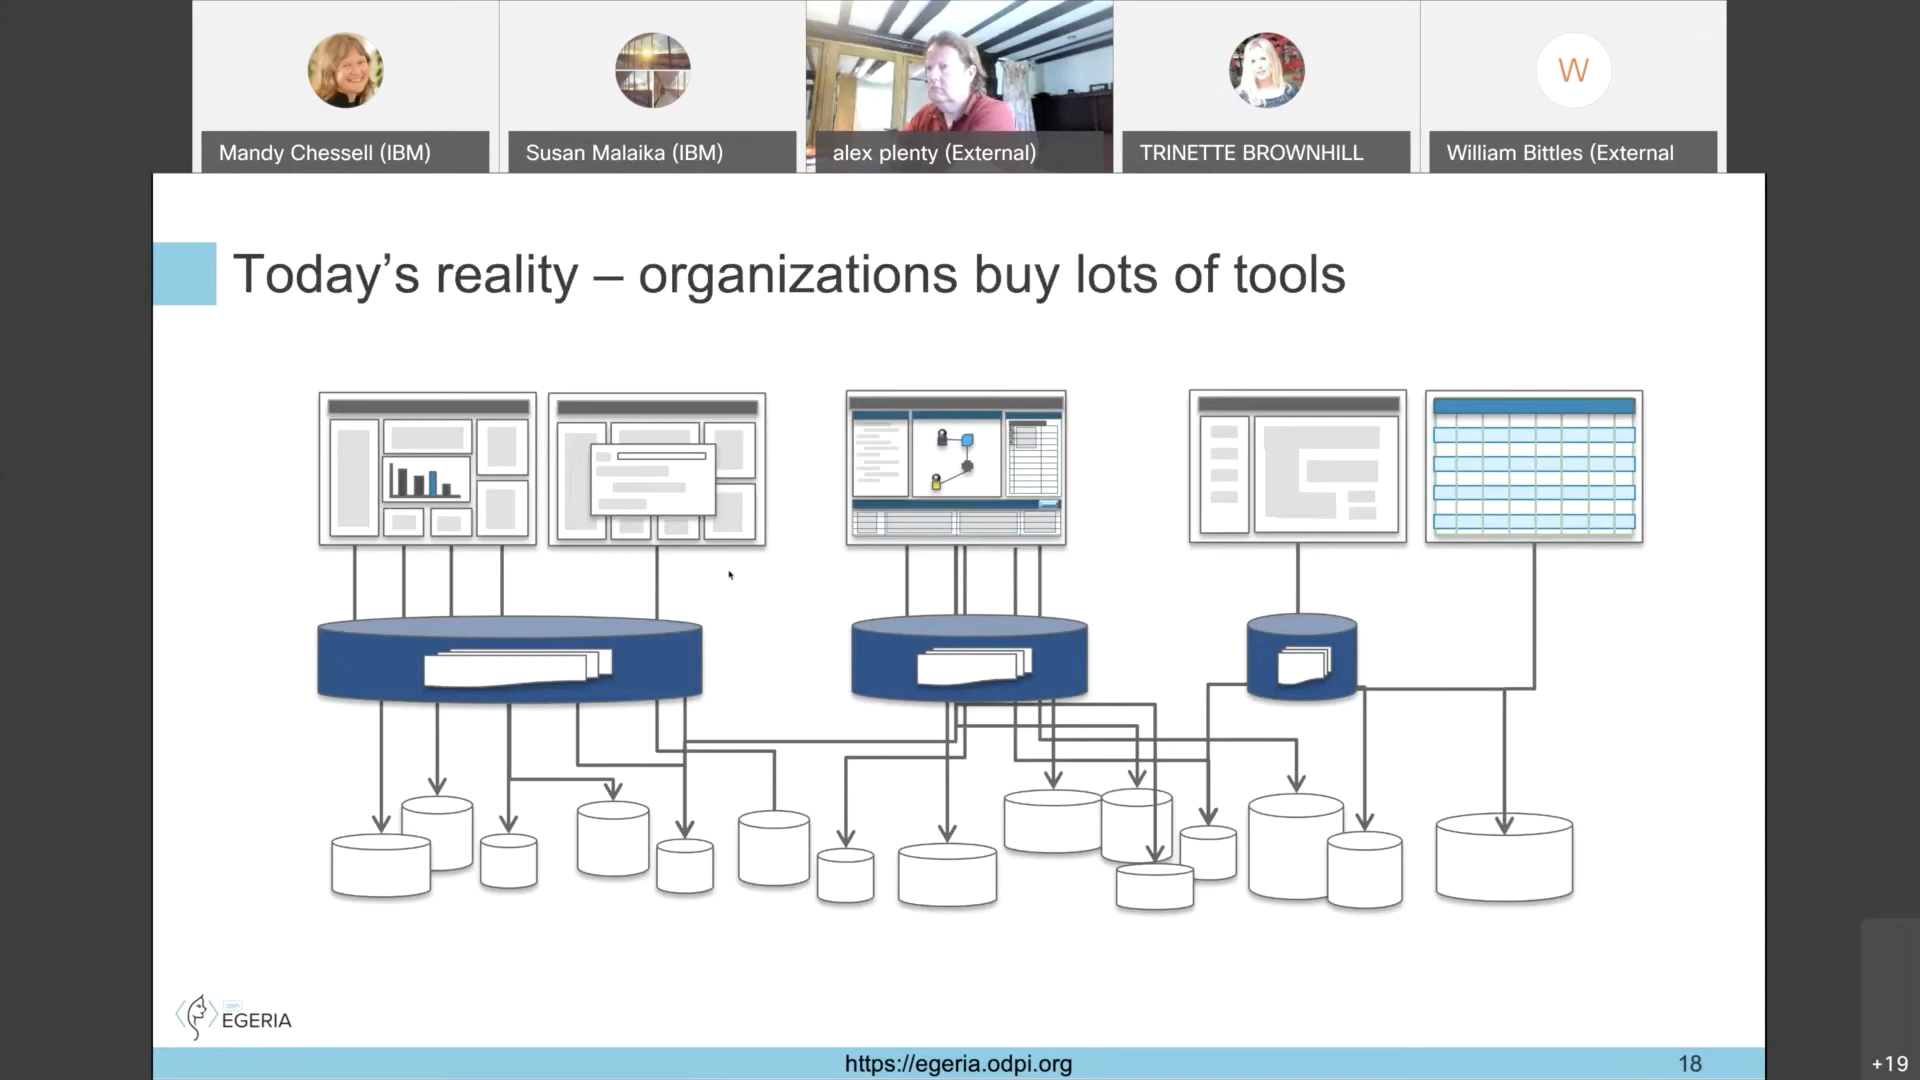 Mandy Chessell (IBM)
Susan Malaika (IBM)
alex plenty (External)
TRINETTE BROWNHILL
W
William Bittles (External
Today’s reality – organizations buy lots of tools
ODPi
EGERIA
https://egeria.odpi.org
18
+19